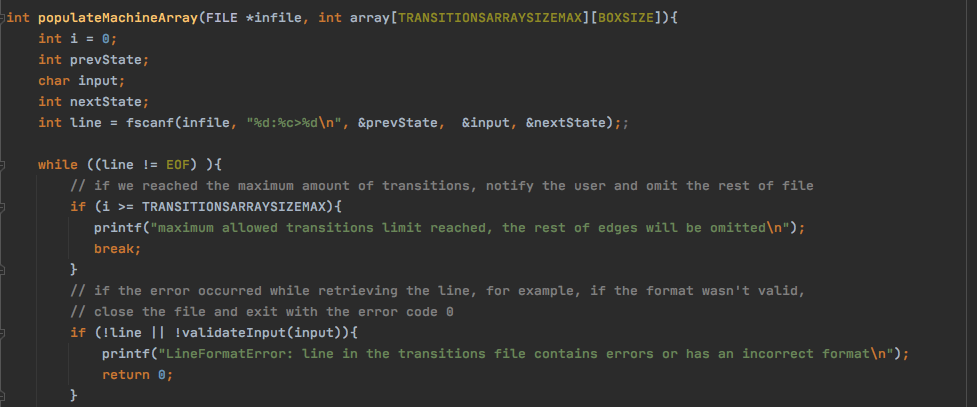 int populateMachineArray(FILE *infile, int array[TRANSITIONSARRAYSIZEMAX][BOXSIZE]){
    int i = 0;
    int prevState;
    char input;
    int nextState;
    int line = fscanf(infile, "%d:%c>%d\n", &prevState,  &input, &nextState);;

    while ((line != EOF) ){
        // if we reached the maximum amount of transitions, notify the user and omit the rest of file
        if (i >= TRANSITIONSARRAYSIZEMAX){
           printf("maximum allowed transitions limit reached, the rest of edges will be omitted\n");
           break;
        }
        // if the error occurred while retrieving the line, for example, if the format wasn't valid,
        // close the file and exit with the error code 0
        if (!line || !validateInput(input)){
            printf("LineFormatError: line in the transitions file contains errors or has an incorrect format\n");
            return 0;
        }